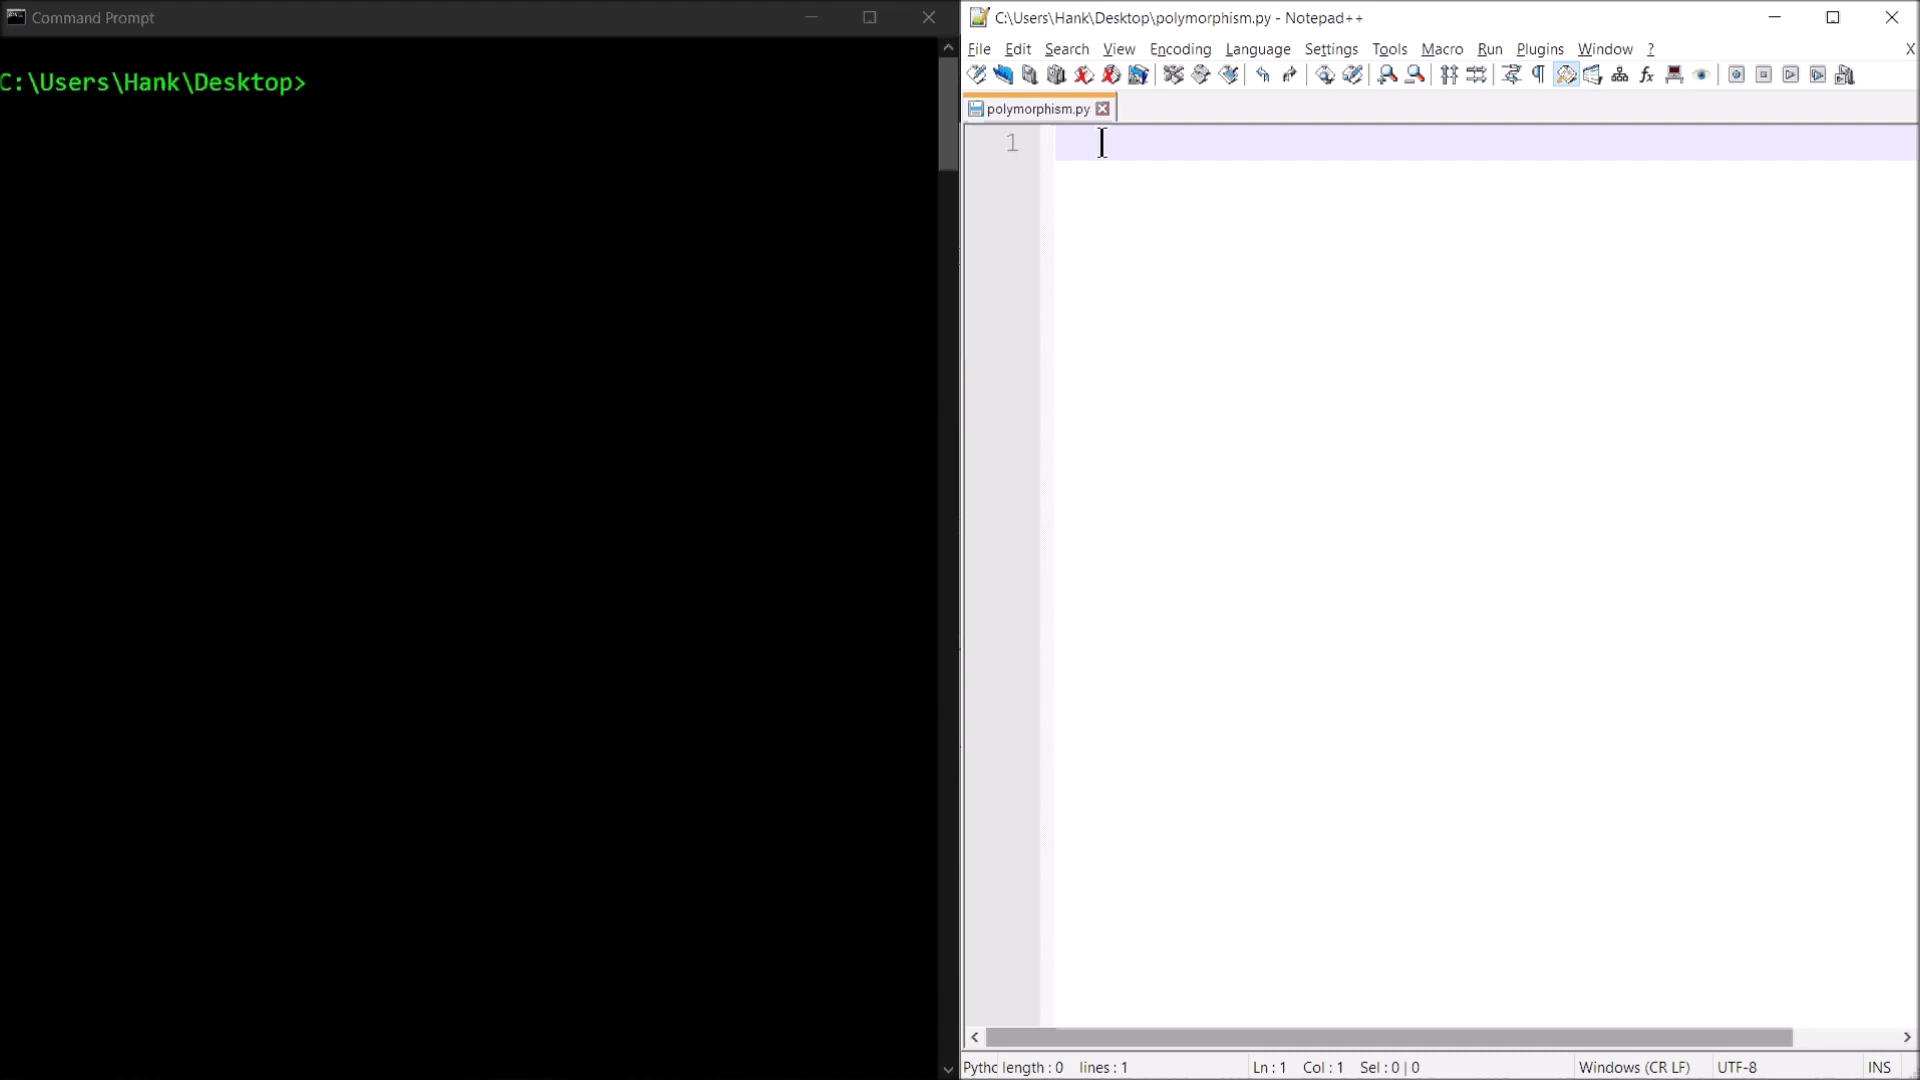 Command Prompt
C:\Users\Hank\Desktop>
C:\Users\Hank\Desktop\polymorphism.py - Notepad++
File Edit Search View Encoding Language Settings Tools Macro Run Plugins Window ? X
polymorphism.py
1
Pythc length : 0 lines : 1 Ln : 1 Col : 1 Sel : 0 | 0 Windows (CR LF) UTF-8 INS